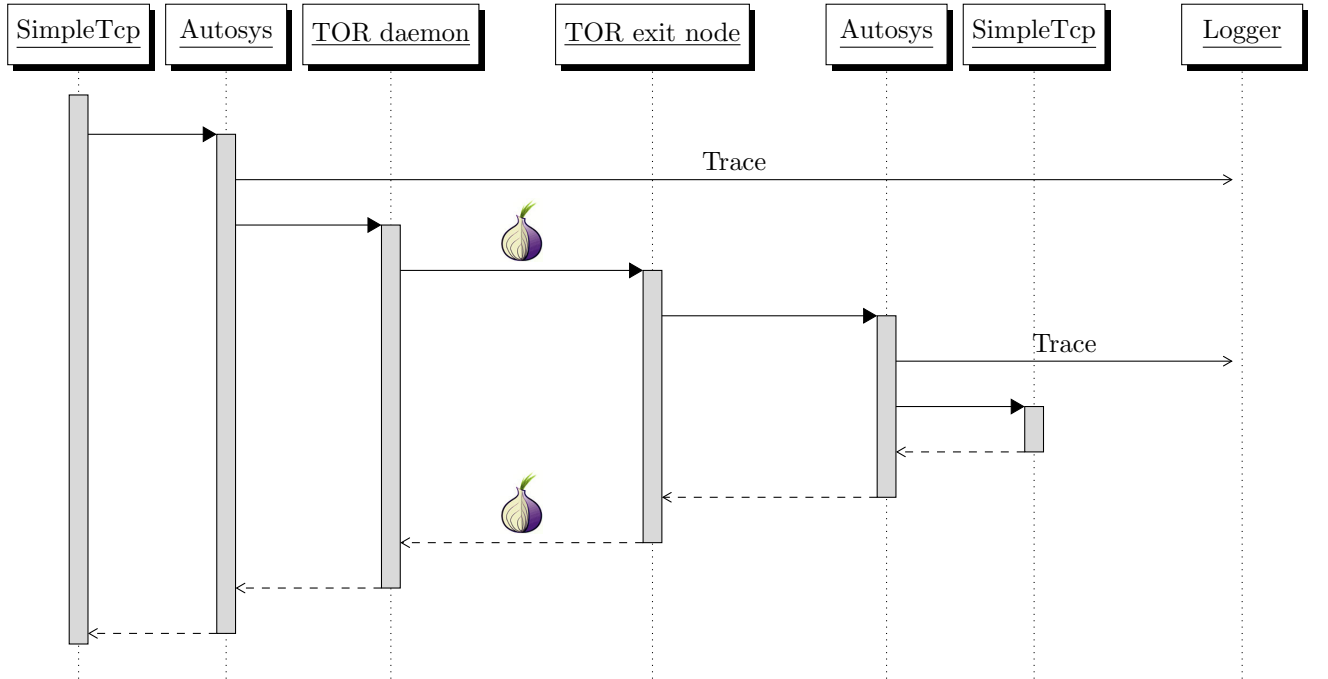 SimpleTcp
Autosys
TOR daemon
TOR exit node
Autosys
SimpleTcp
Logger
Trace
Trace